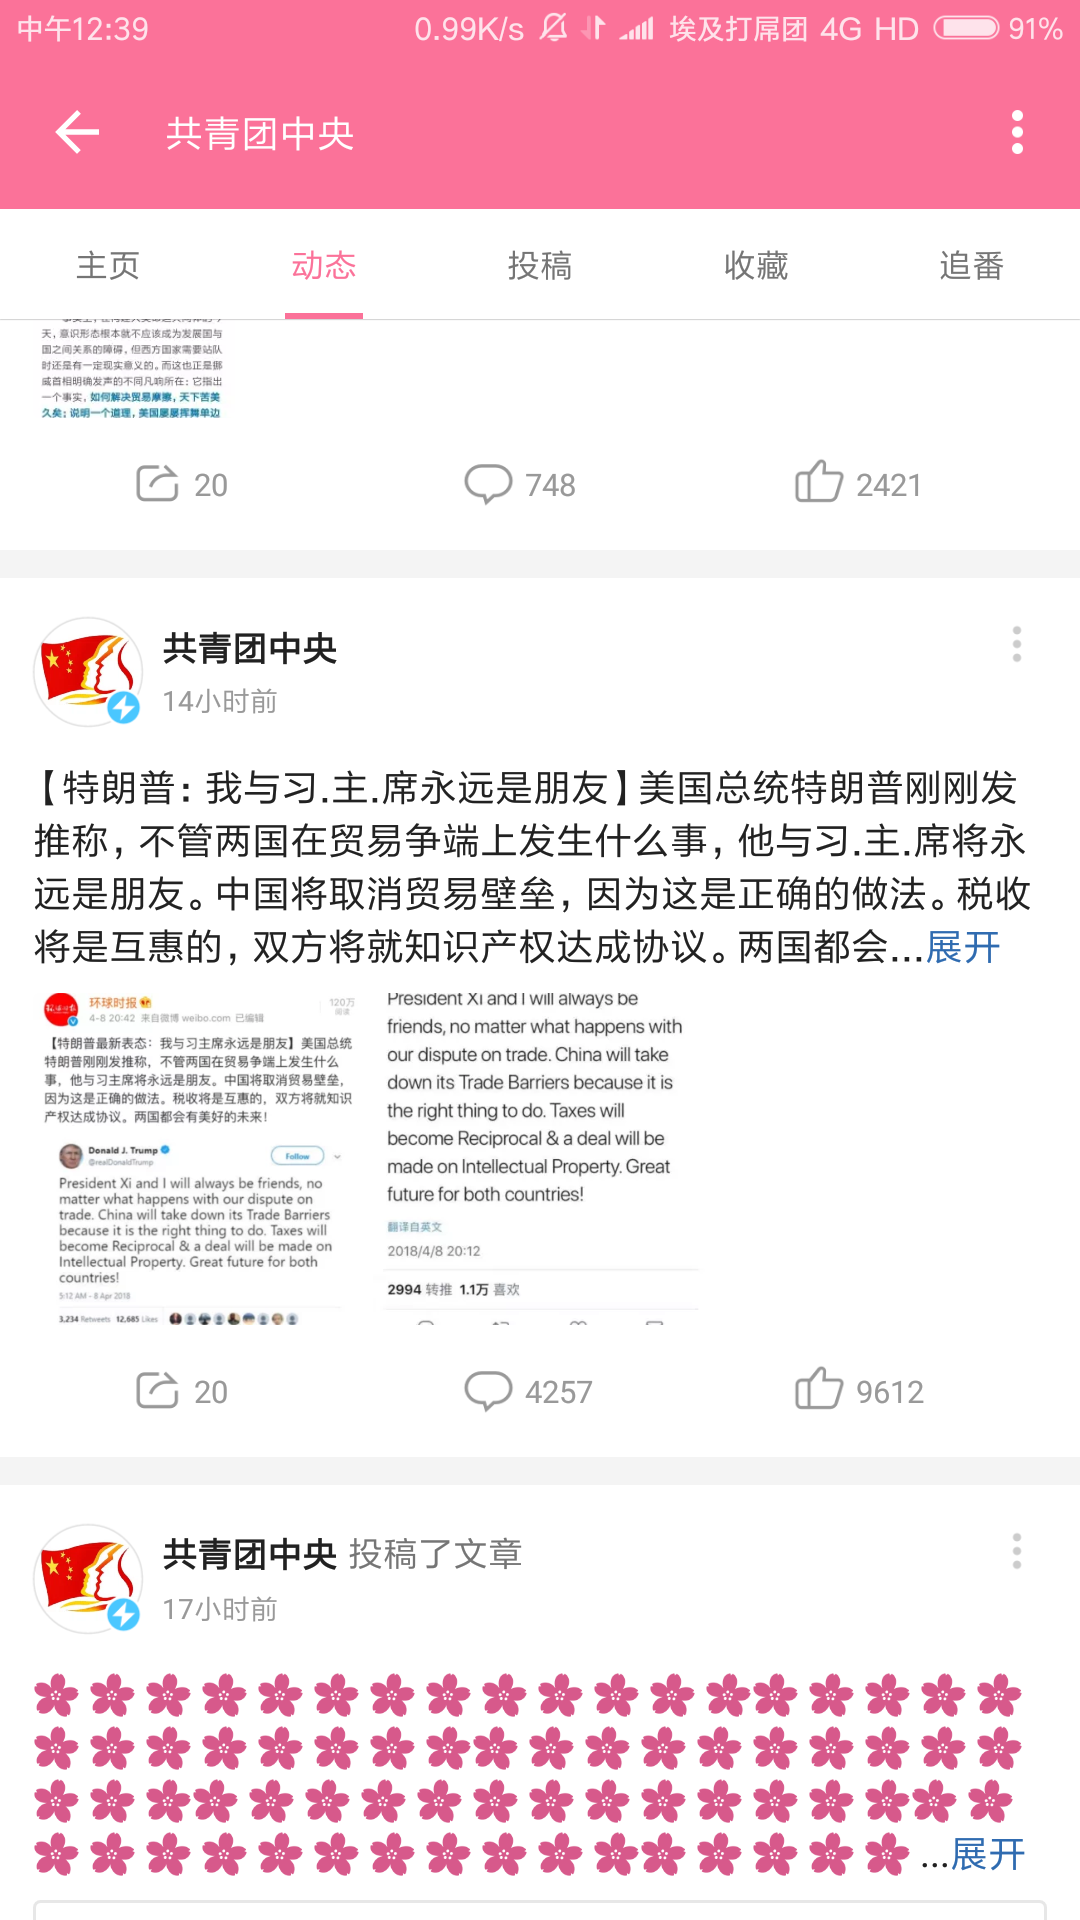 中午12:39
0.99K/s 埃及打屌团 4G HD 91%
共青团中央
主页 动态 投稿 收藏 追番
天，意识形态根本就不应该成为发展国与
国之间关系的障碍，但西方国家需要站队
时还是有一定现实意义的。而这也正是挪
威首相明确发声的不同凡响所在：它指出
一个事实，如何解决贸易摩擦，天下苦美
久矣；说明一个道理，美国屡屡挥舞单边
20 748 2421
共青团中央
14小时前
【特朗普：我与习.主.席永远是朋友】美国总统特朗普刚刚发
推称，不管两国在贸易争端上发生什么事，他与习.主.席将永
远是朋友。中国将取消贸易壁垒，因为这是正确的做法。税收
将是互惠的，双方将就知识产权达成协议。两国都会...展开
环球时报
120万
阅读
4-8 20:42 来自微博 weibo.com 已编辑
【特朗普最新表态：我与习主席永远是朋友】美国总统
特朗普刚刚发推称，不管两国在贸易争端上发生什么
事，他与习主席将永远是朋友。中国将取消贸易壁垒，
因为这是正确的做法。税收将是互惠的，双方将就知识
产权达成协议。两国都会有美好的未来！
Donald J. Trump
@realDonaldTrump
Follow
President Xi and I will always be friends, no
matter what happens with our dispute on
trade. China will take down its Trade Barriers
because it is the right thing to do. Taxes will
become Reciprocal & a deal will be made on
Intellectual Property. Great future for both
countries!
5:12 AM - 8 Apr 2018
3,234 Retweets 12,685 Likes
President Xi and I will always be
friends, no matter what happens with
our dispute on trade. China will take
down its Trade Barriers because it is
the right thing to do. Taxes will
become Reciprocal & a deal will be
made on Intellectual Property. Great
future for both countries!
翻译自英文
2018/4/8 20:12
2994 转推 1.1万 喜欢
20 4257 9612
共青团中央 投稿了文章
17小时前
...展开